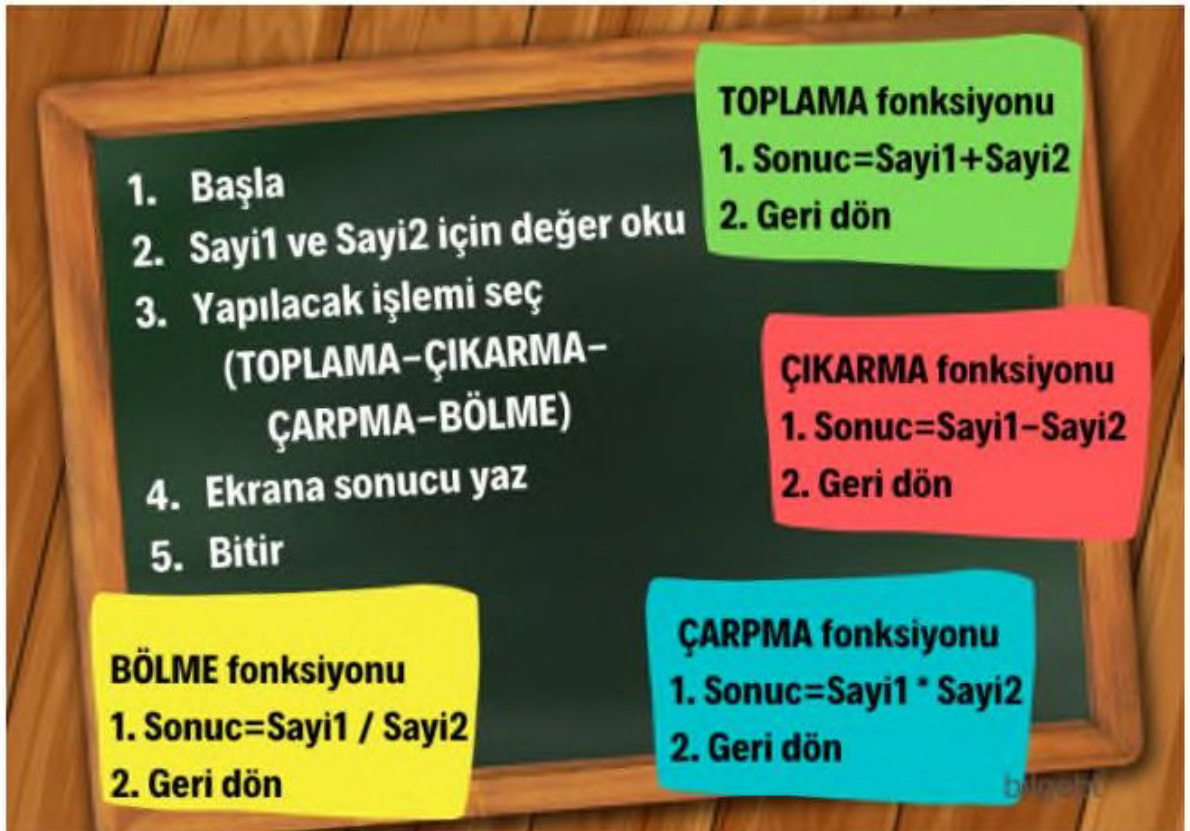 1. Başla
2. Sayi1 ve Sayi2 için değer oku
3. Yapılacak işlemi seç
(TOPLAMA-ÇIKARMA-
ÇARPMA-BÖLME)
4. Ekrana sonucu yaz
5. Bitir
TOPLAMA fonksiyonu
1. Sonuc=Sayi1+Sayi2
2. Geri dön
ÇIKARMA fonksiyonu
1. Sonuc=Sayi1-Sayi2
2. Geri dön
BÖLME fonksiyonu
1. Sonuc=Sayi1 / Sayi2
2. Geri dön
ÇARPMA fonksiyonu
1. Sonuc=Sayi1 * Sayi2
2. Geri dön